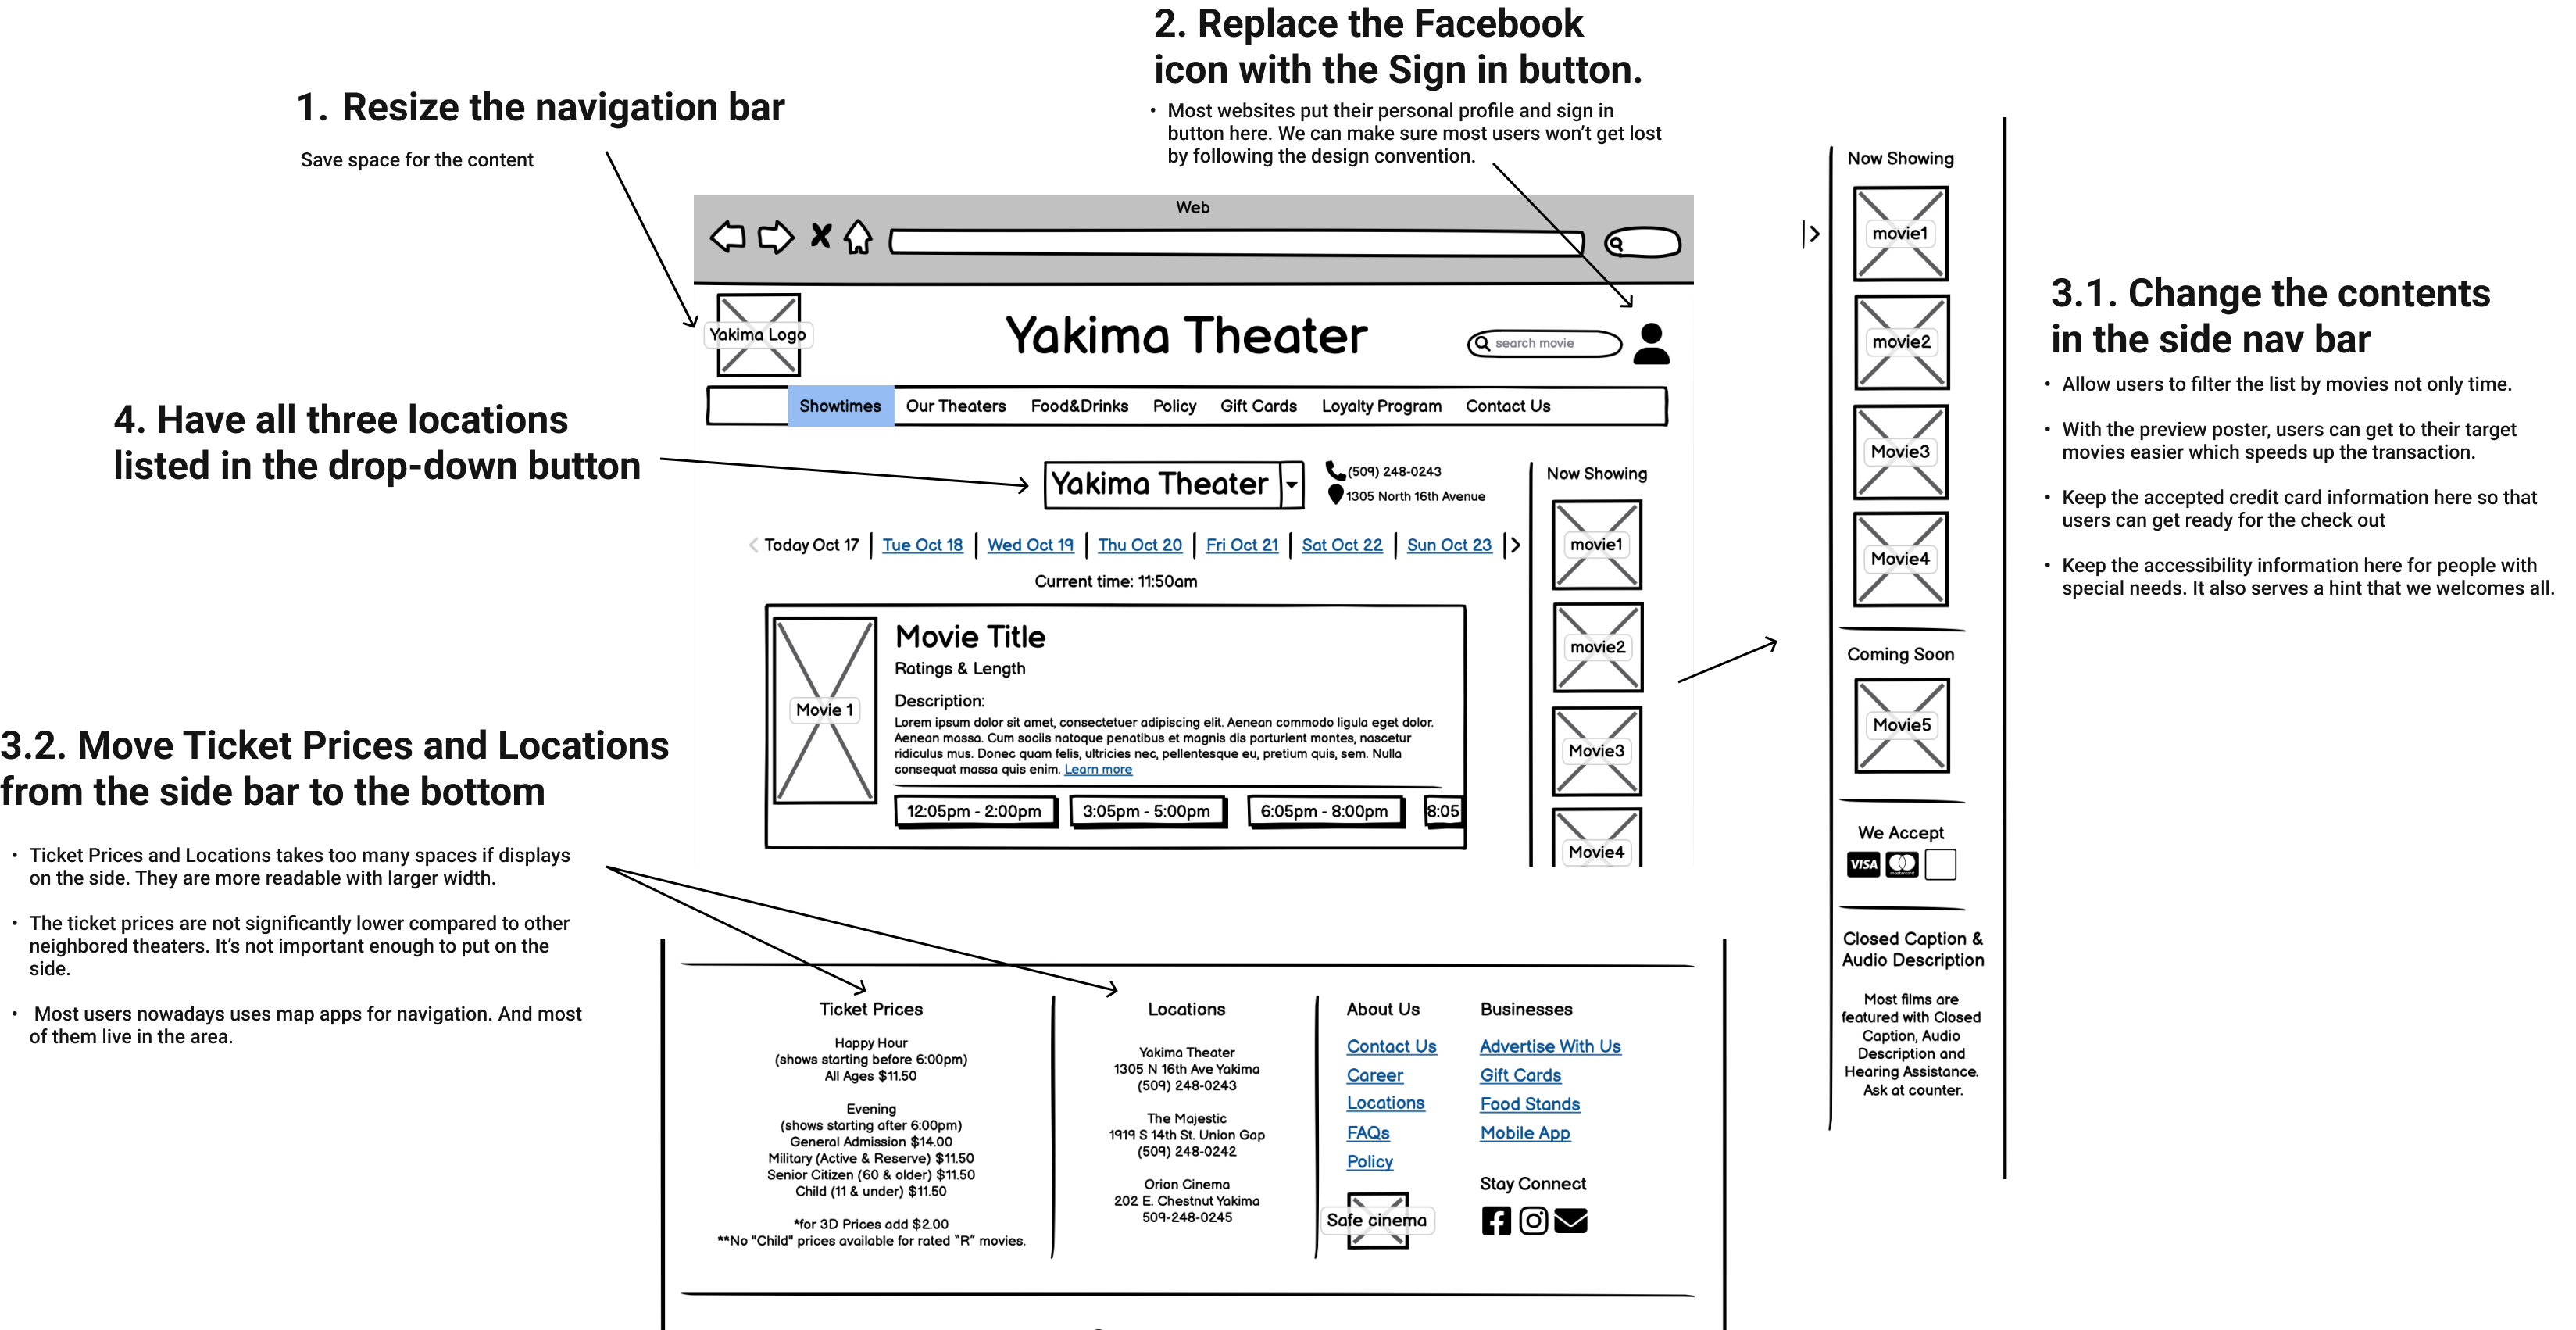 1. Resize the navigation bar
Save space for the content
2. Replace the Facebook
icon with the Sign in button.
• Most websites put their personal profile and sign in
button here. We can make sure most users won’t get lost
by following the design convention.
Web
Yakima Logo
Yakima Theater
search movie
Showtimes Our Theaters Food&Drinks Policy Gift Cards Loyalty Program Contact Us
4. Have all three locations
listed in the drop-down button
Yakima Theater
(509) 248-0243
1305 North 16th Avenue
Today Oct 17 Tue Oct 18 Wed Oct 19 Thu Oct 20 Fri Oct 21 Sat Oct 22 Sun Oct 23
Current time: 11:50am
Movie 1
Movie Title
Ratings & Length
Description:
Lorem ipsum dolor sit amet, consectetuer adipiscing elit. Aenean commodo ligula eget dolor.
Aenean massa. Cum sociis natoque penatibus et magnis dis parturient montes, nascetur
ridiculus mus. Donec quam felis, ultricies nec, pellentesque eu, pretium quis, sem. Nulla
consequat massa quis enim. Learn more
12:05pm - 2:00pm 3:05pm - 5:00pm 6:05pm - 8:00pm 8:05
Now Showing
movie1
movie2
Movie3
Movie4
Now Showing
movie1
movie2
Movie3
Movie4
Coming Soon
Movie5
We Accept
VISA mastercard
Closed Caption &
Audio Description
Most films are
featured with Closed
Caption, Audio
Description and
Hearing Assistance.
Ask at counter.
3.1. Change the contents
in the side nav bar
• Allow users to filter the list by movies not only time.
• With the preview poster, users can get to their target
movies easier which speeds up the transaction.
• Keep the accepted credit card information here so that
users can get ready for the check out
• Keep the accessibility information here for people with
special needs. It also serves a hint that we welcomes all.
3.2. Move Ticket Prices and Locations
from the side bar to the bottom
• Ticket Prices and Locations takes too many spaces if displays
on the side. They are more readable with larger width.
• The ticket prices are not significantly lower compared to other
neighbored theaters. It’s not important enough to put on the
side.
• Most users nowadays uses map apps for navigation. And most
of them live in the area.
Ticket Prices
Happy Hour
(shows starting before 6:00pm)
All Ages $11.50
Evening
(shows starting after 6:00pm)
General Admission $14.00
Military (Active & Reserve) $11.50
Senior Citizen (60 & older) $11.50
Child (11 & under) $11.50
*for 3D Prices add $2.00
**No "Child" prices available for rated “R” movies.
Locations
Yakima Theater
1305 N 16th Ave Yakima
(509) 248-0243
The Majestic
1919 S 14th St. Union Gap
(509) 248-0242
Orion Cinema
202 E. Chestnut Yakima
509-248-0245
About Us
Contact Us
Career
Locations
FAQs
Policy
Safe cinema
Businesses
Advertise With Us
Gift Cards
Food Stands
Mobile App
Stay Connect